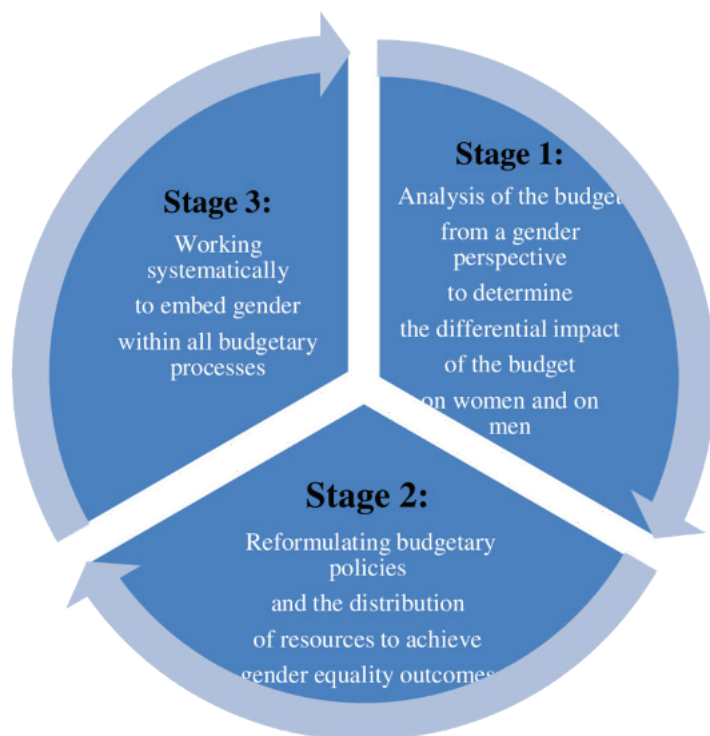 Stage 1:
Analysis of the budget
from a gender
perspective
to determine
the differential impact
of the budget
on women and on
men
Stage 2:
Reformulating budgetary
policies
and the distribution
of resources to achieve
gender equality outcomes
Stage 3:
Working
systematically
to embed gender
within all budgetary
processes